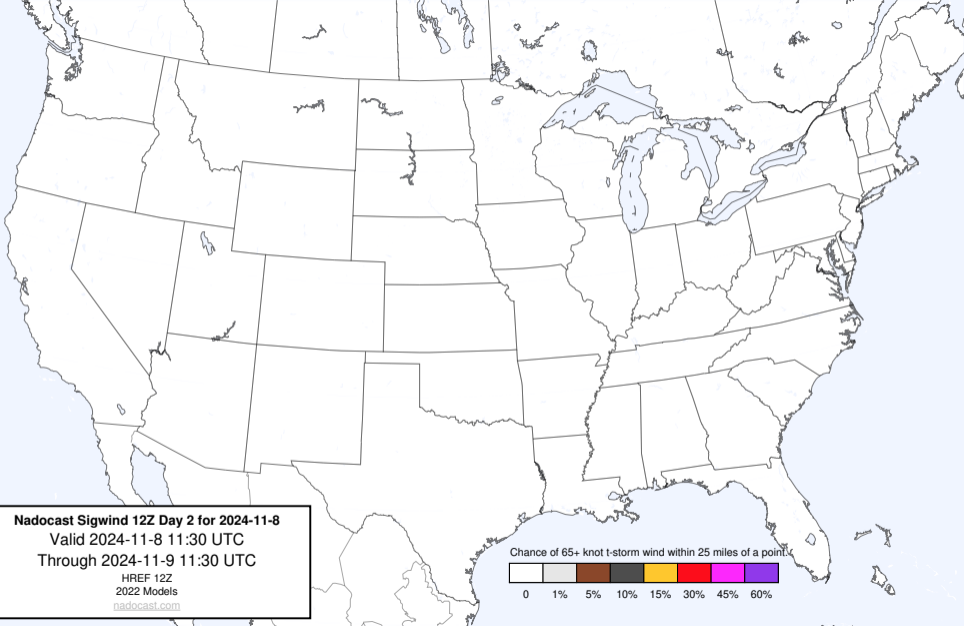 Nadocast Sigwind 12Z Day 2 for 2024-11-8
Valid 2024-11-8 11:30 UTC
Through 2024-11-9 11:30 UTC
HREF 12Z
2022 Models
nadocast.com
Chance of 65+ knot t-storm wind within 25 miles of a point.
0 1% 5% 10% 15% 30% 45% 60%